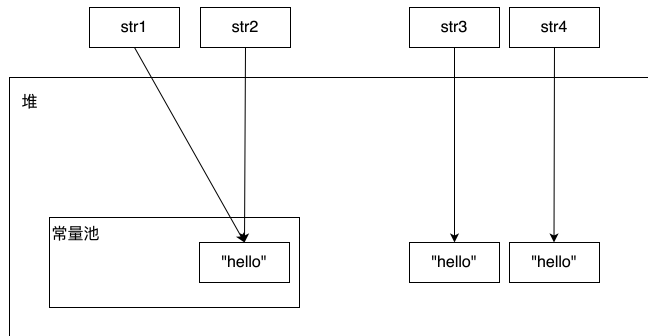 str1
str2
str3
str4
堆
常量池
"hello"
"hello"
"hello"